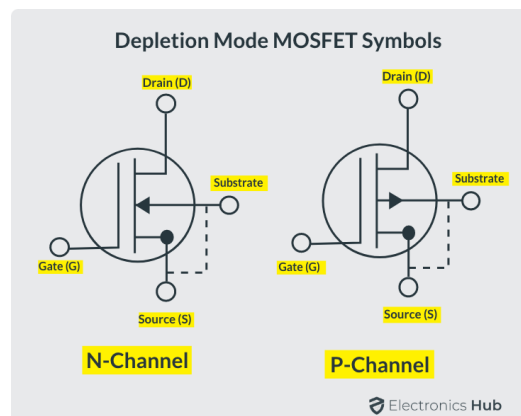 Depletion Mode MOSFET Symbols
Drain (D)
Substrate
Gate (G)
Source (S)
N-Channel
Drain (D)
Substrate
Gate (G)
Source (S)
P-Channel
Electronics Hub